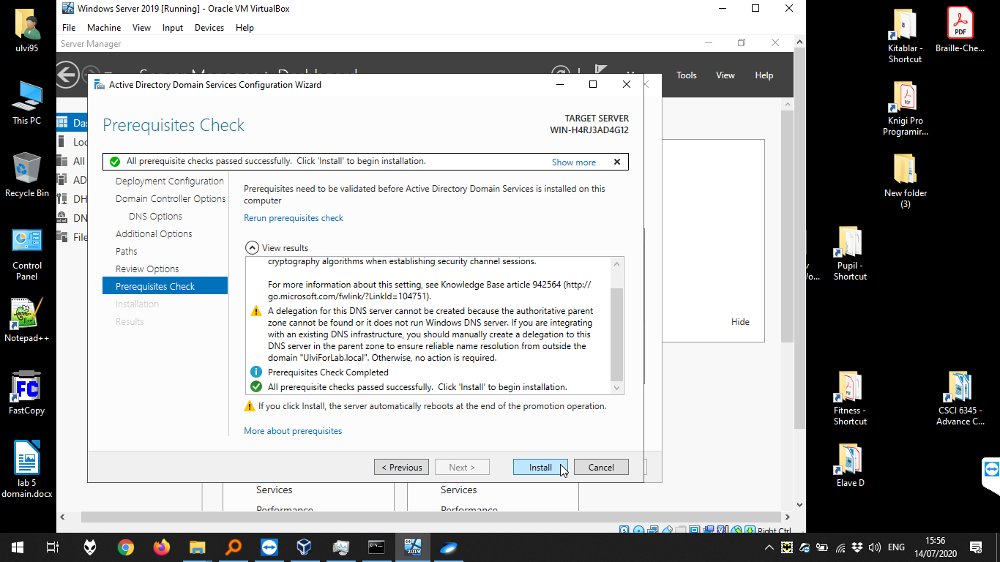 Windows Server 2019 [Running] - Oracle VM VirtualBox
File Machine View Input Devices Help
Server Manager
Tools View Help
Active Directory Domain Services Configuration Wizard
Prerequisites Check
TARGET SERVER
WIN-H4RJ3AD4G12
All prerequisite checks passed successfully. Click 'Install' to begin installation.
Show more
Deployment Configuration
Domain Controller Options
DNS Options
Additional Options
Paths
Review Options
Prerequisites Check
Installation
Results
Prerequisites need to be validated before Active Directory Domain Services is installed on this
computer
Rerun prerequisites check
View results
cryptography algorithms when establishing security channel sessions.
For more information about this setting, see Knowledge Base article 942564 (http://
go.microsoft.com/fwlink/?LinkId=104751).
A delegation for this DNS server cannot be created because the authoritative parent
zone cannot be found or it does not run Windows DNS server. If you are integrating
with an existing DNS infrastructure, you should manually create a delegation to this
DNS server in the parent zone to ensure reliable name resolution from outside the
domain "UlviForLab.local". Otherwise, no action is required.
Prerequisites Check Completed
All prerequisite checks passed successfully. Click 'Install' to begin installation.
If you click Install, the server automatically reboots at the end of the promotion operation.
More about prerequisites
< Previous
Next >
Install
Cancel
Hide
Das
Loc
All
AD
DH
DN
File
Services
Services
Performance
Performance
Right Ctrl
ulvi95
This PC
Recycle Bin
Control
Panel
Notepad++
FastCopy
lab 5
domain.docx
Kitablar -
Shortcut
Braille-Che...
PDF
Knigi Pro
Programir...
New folder
(3)
Pupil -
Shortcut
Fitness -
Shortcut
CSCI 6345 -
Advance C...
Elave D
2019
ENG
15:56
14/07/2020